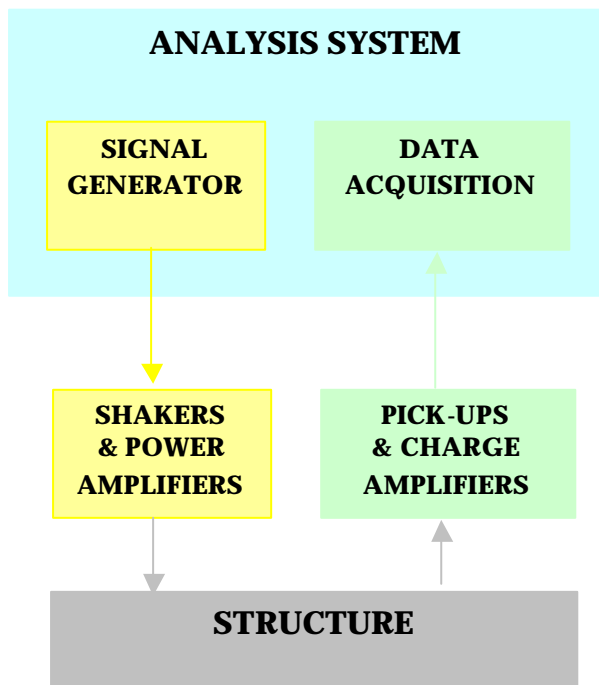 ANALYSIS SYSTEM
SIGNAL
GENERATOR
DATA
ACQUISITION
SHAKERS
& POWER
AMPLIFIERS
PICK-UPS
& CHARGE
AMPLIFIERS
STRUCTURE